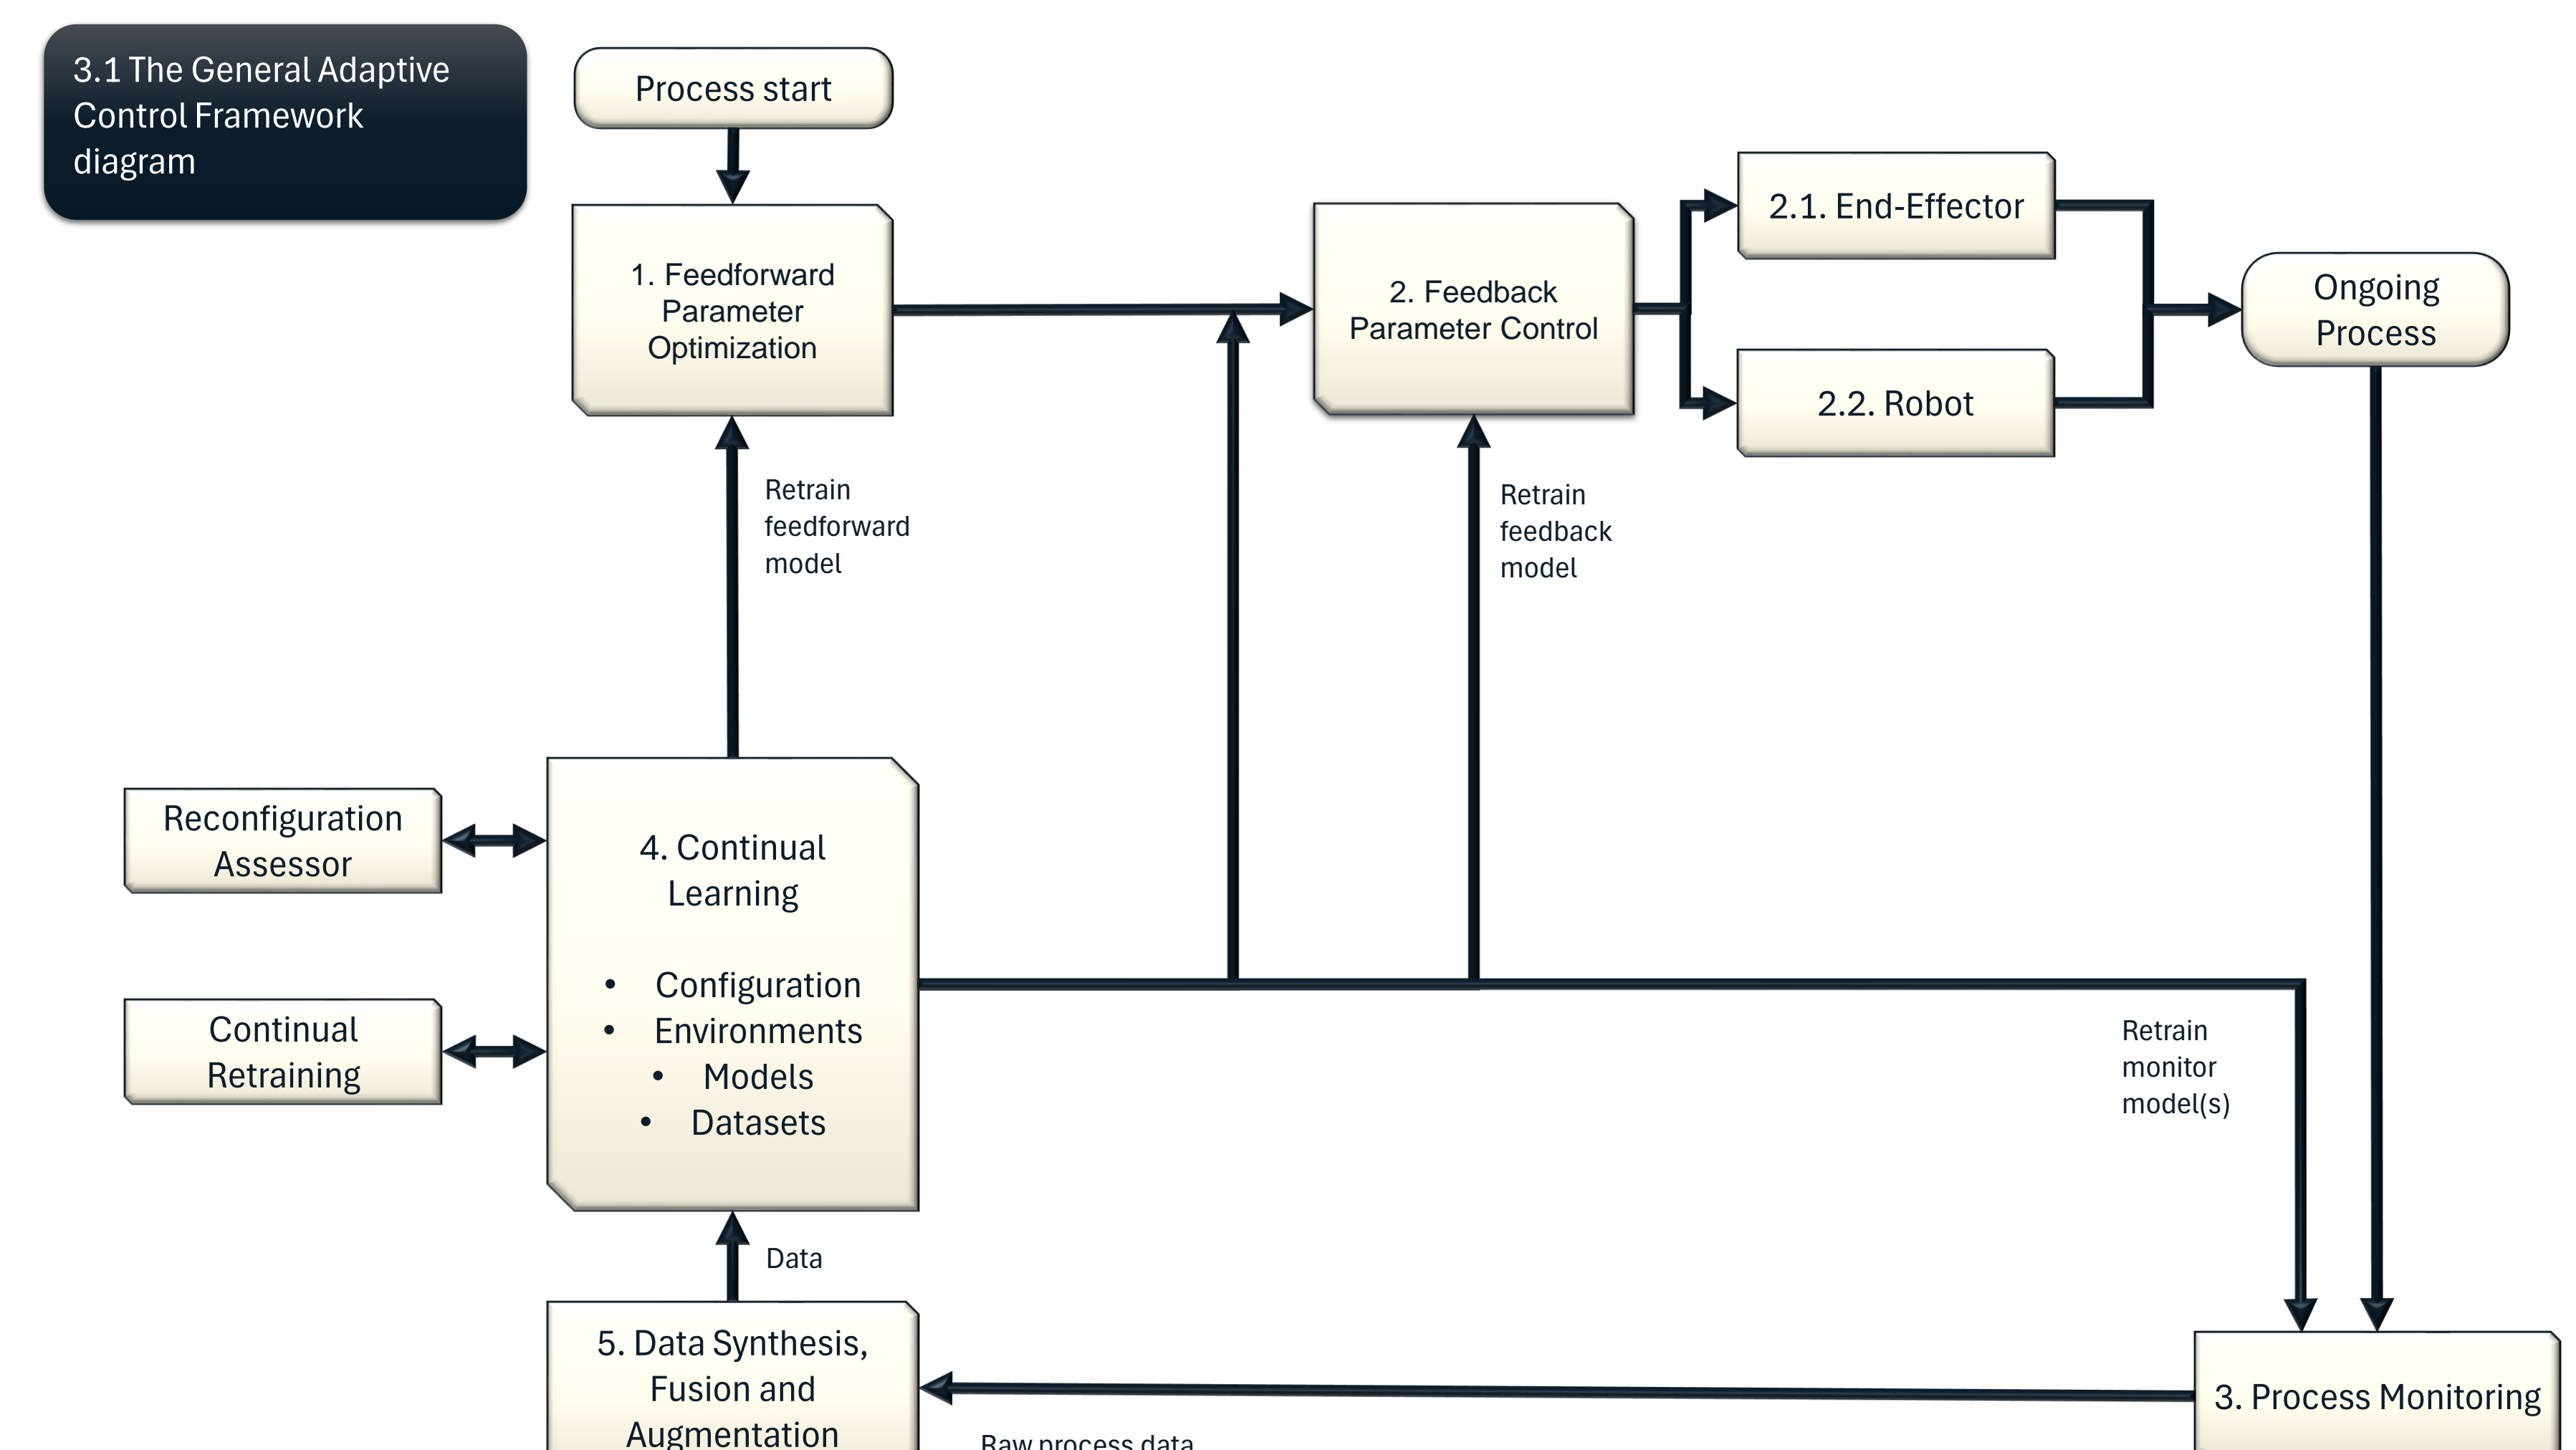 3.1 The General Adaptive
Control Framework
diagram
Process start
1. Feedforward
Parameter
Optimization
2. Feedback
Parameter Control
2.1. End-Effector
2.2. Robot
Ongoing
Process
Retrain
feedforward
model
Retrain
feedback
model
Reconfiguration
Assessor
Continual
Retraining
4. Continual
Learning
• Configuration
• Environments
• Models
• Datasets
Retrain
monitor
model(s)
Data
5. Data Synthesis,
Fusion and
Augmentation
3. Process Monitoring
Raw process data